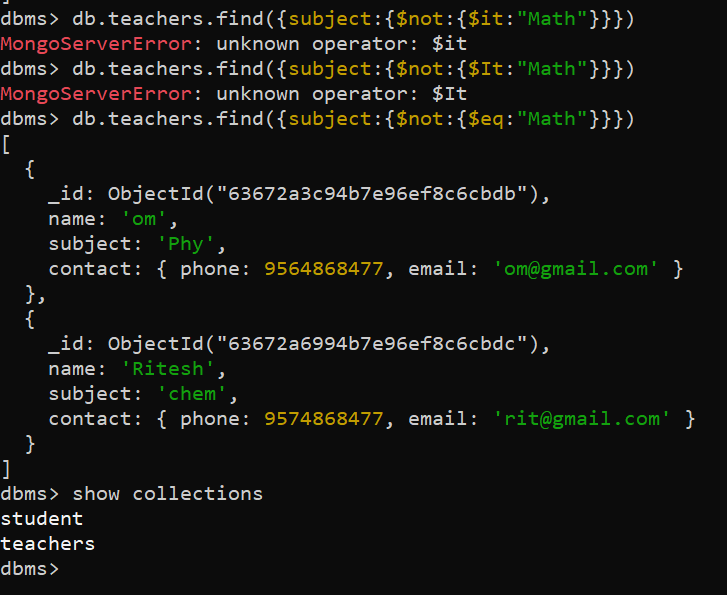 ]
dbms> db.teachers.find({subject:{$not:{$it:"Math"}}})
MongoServerError: unknown operator: $it
dbms> db.teachers.find({subject:{$not:{$It:"Math"}}})
MongoServerError: unknown operator: $It
dbms> db.teachers.find({subject:{$not:{$eq:"Math"}}})
[
  {
    _id: ObjectId("63672a3c94b7e96ef8c6cbdb"),
    name: 'om',
    subject: 'Phy',
    contact: { phone: 9564868477, email: 'om@gmail.com' }
  },
  {
    _id: ObjectId("63672a6994b7e96ef8c6cbdc"),
    name: 'Ritesh',
    subject: 'chem',
    contact: { phone: 9574868477, email: 'rit@gmail.com' }
  }
]
dbms> show collections
student
teachers
dbms>